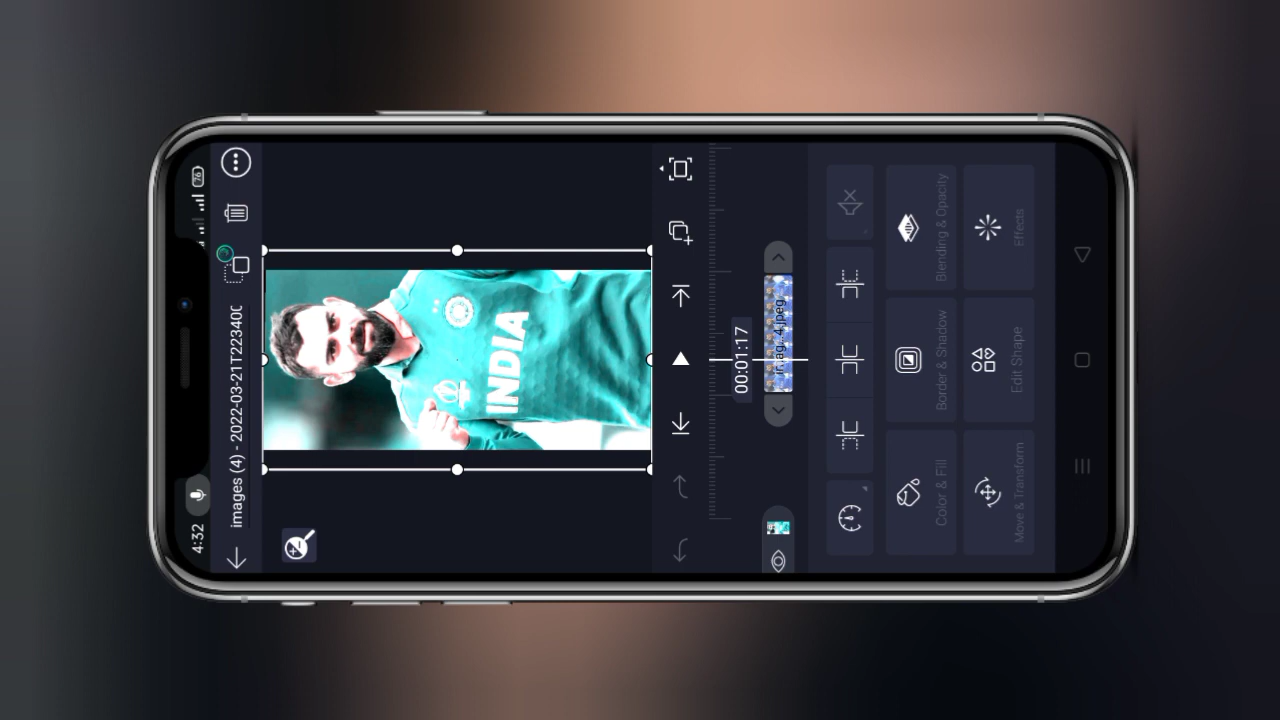 4:32
76
images (4) - 2022-03-21T22340
INDIA
00:01:17
Color & Fill
Border & Shadow
Blending & Opacity
Move & Transform
Edit Shape
Effects